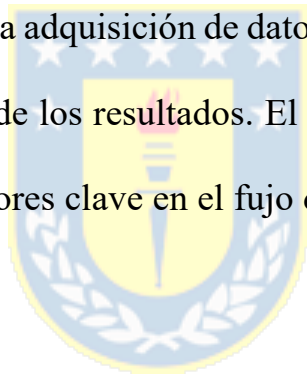 a adquisición de dato
de los resultados. El
ores clave en el fujo